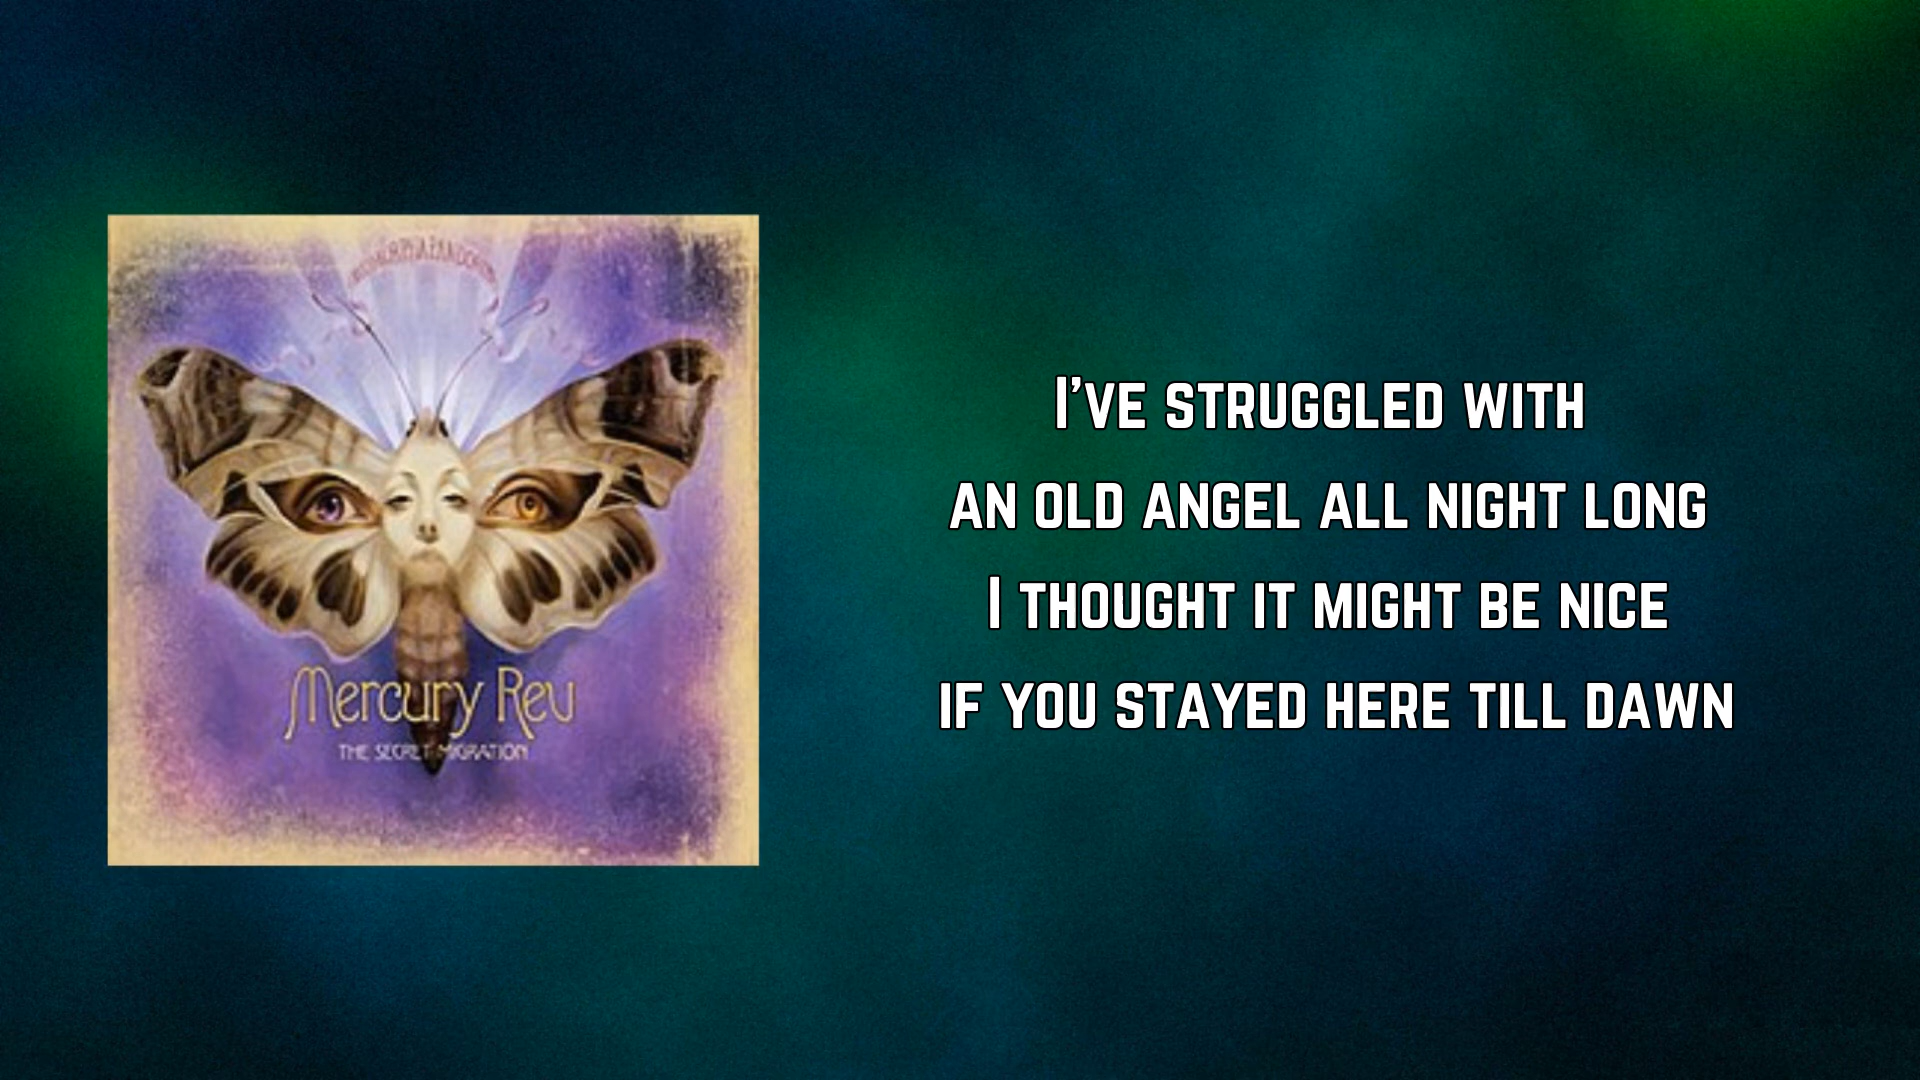 Mercury Rev
THE SECRET MIGRATION
I'VE STRUGGLED WITH
AN OLD ANGEL ALL NIGHT LONG
I THOUGHT IT MIGHT BE NICE
IF YOU STAYED HERE TILL DAWN